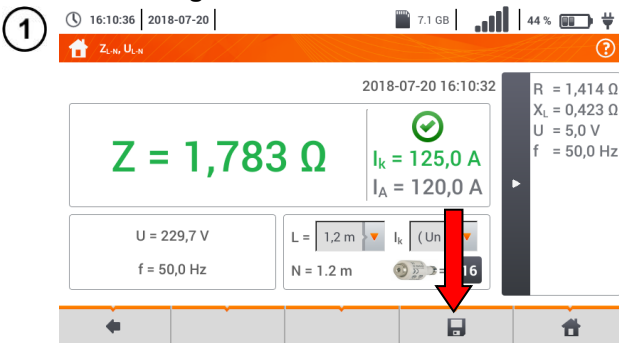 1
16:10:36 2018-07-20 7.1 GB 44 %
Z L-N, U L-N ?
2018-07-20 16:10:32
Z = 1,783 Ω
Ik = 125,0 A
IA = 120,0 A
R = 1,414 Ω
XL = 0,423 Ω
U = 5,0 V
f = 50,0 Hz
U = 229,7 V
f = 50,0 Hz
L = 1,2 m Ik (Un
N = 1.2 m = 16